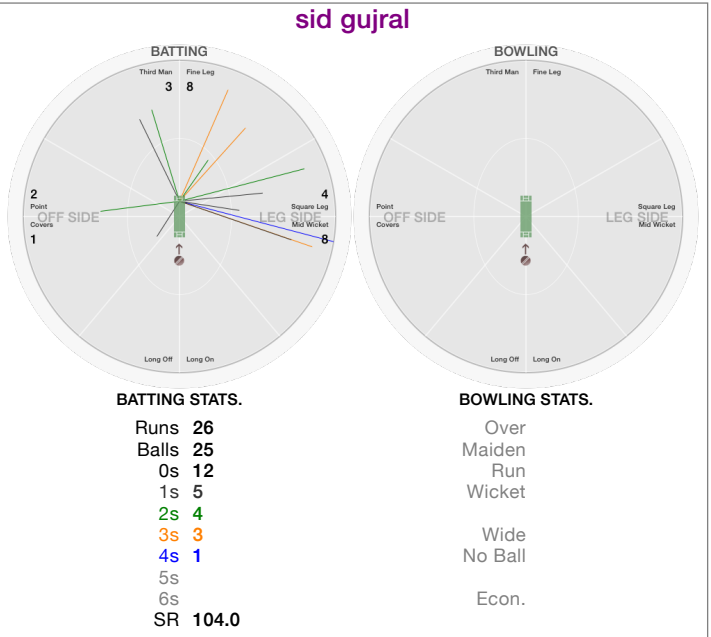 sid gujral
BATTING
Third Man Fine Leg
3 8
2
Point
OFF SIDE
Covers
1
4
Square Leg
LEG SIDE
Mid Wicket
8
Long Off Long On
BOWLING
Third Man Fine Leg
Point
OFF SIDE
Covers
Square Leg
LEG SIDE
Mid Wicket
Long Off Long On
BATTING STATS.
Runs 26
Balls 25
0s 12
1s 5
2s 4
3s 3
4s 1
5s
6s
SR 104.0
BOWLING STATS.
Over
Maiden
Run
Wicket
Wide
No Ball
Econ.